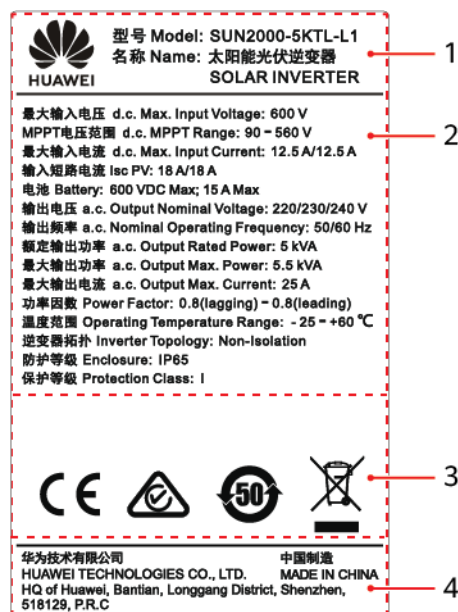 型号 Model: SUN2000-5KTL-L1
名称 Name: 太阳能光伏逆变器
SOLAR INVERTER
HUAWEI
1
最大输入电压 d.c. Max. Input Voltage: 600 V
MPPT电压范围 d.c. MPPT Range: 90 - 560 V
2
最大输入电流 d.c. Max. Input Current: 12.5 A/12.5 A
输入短路电流 Isc PV: 18 A/18 A
电池 Battery: 600 VDC Max; 15 A Max
输出电压 a.c. Output Nominal Voltage: 220/230/240 V
输出频率 a.c. Nominal Operating Frequency: 50/60 Hz
额定输出功率 a.c. Output Rated Power: 5 kVA
最大输出功率 a.c. Output Max. Power: 5.5 kVA
最大输出电流 a.c. Output Max. Current: 25 A
功率因数 Power Factor: 0.8(lagging) - 0.8(leading)
温度范围 Operating Temperature Range: - 25 - +60 ℃
逆变器拓扑 Inverter Topology: Non-Isolation
防护等级 Enclosure: IP65
保护等级 Protection Class: I
CE
50
3
华为技术有限公司 中国制造
HUAWEI TECHNOLOGIES CO., LTD. MADE IN CHINA
HQ of Huawei, Bantian, Longgang District, Shenzhen,
518129, P.R.C
4